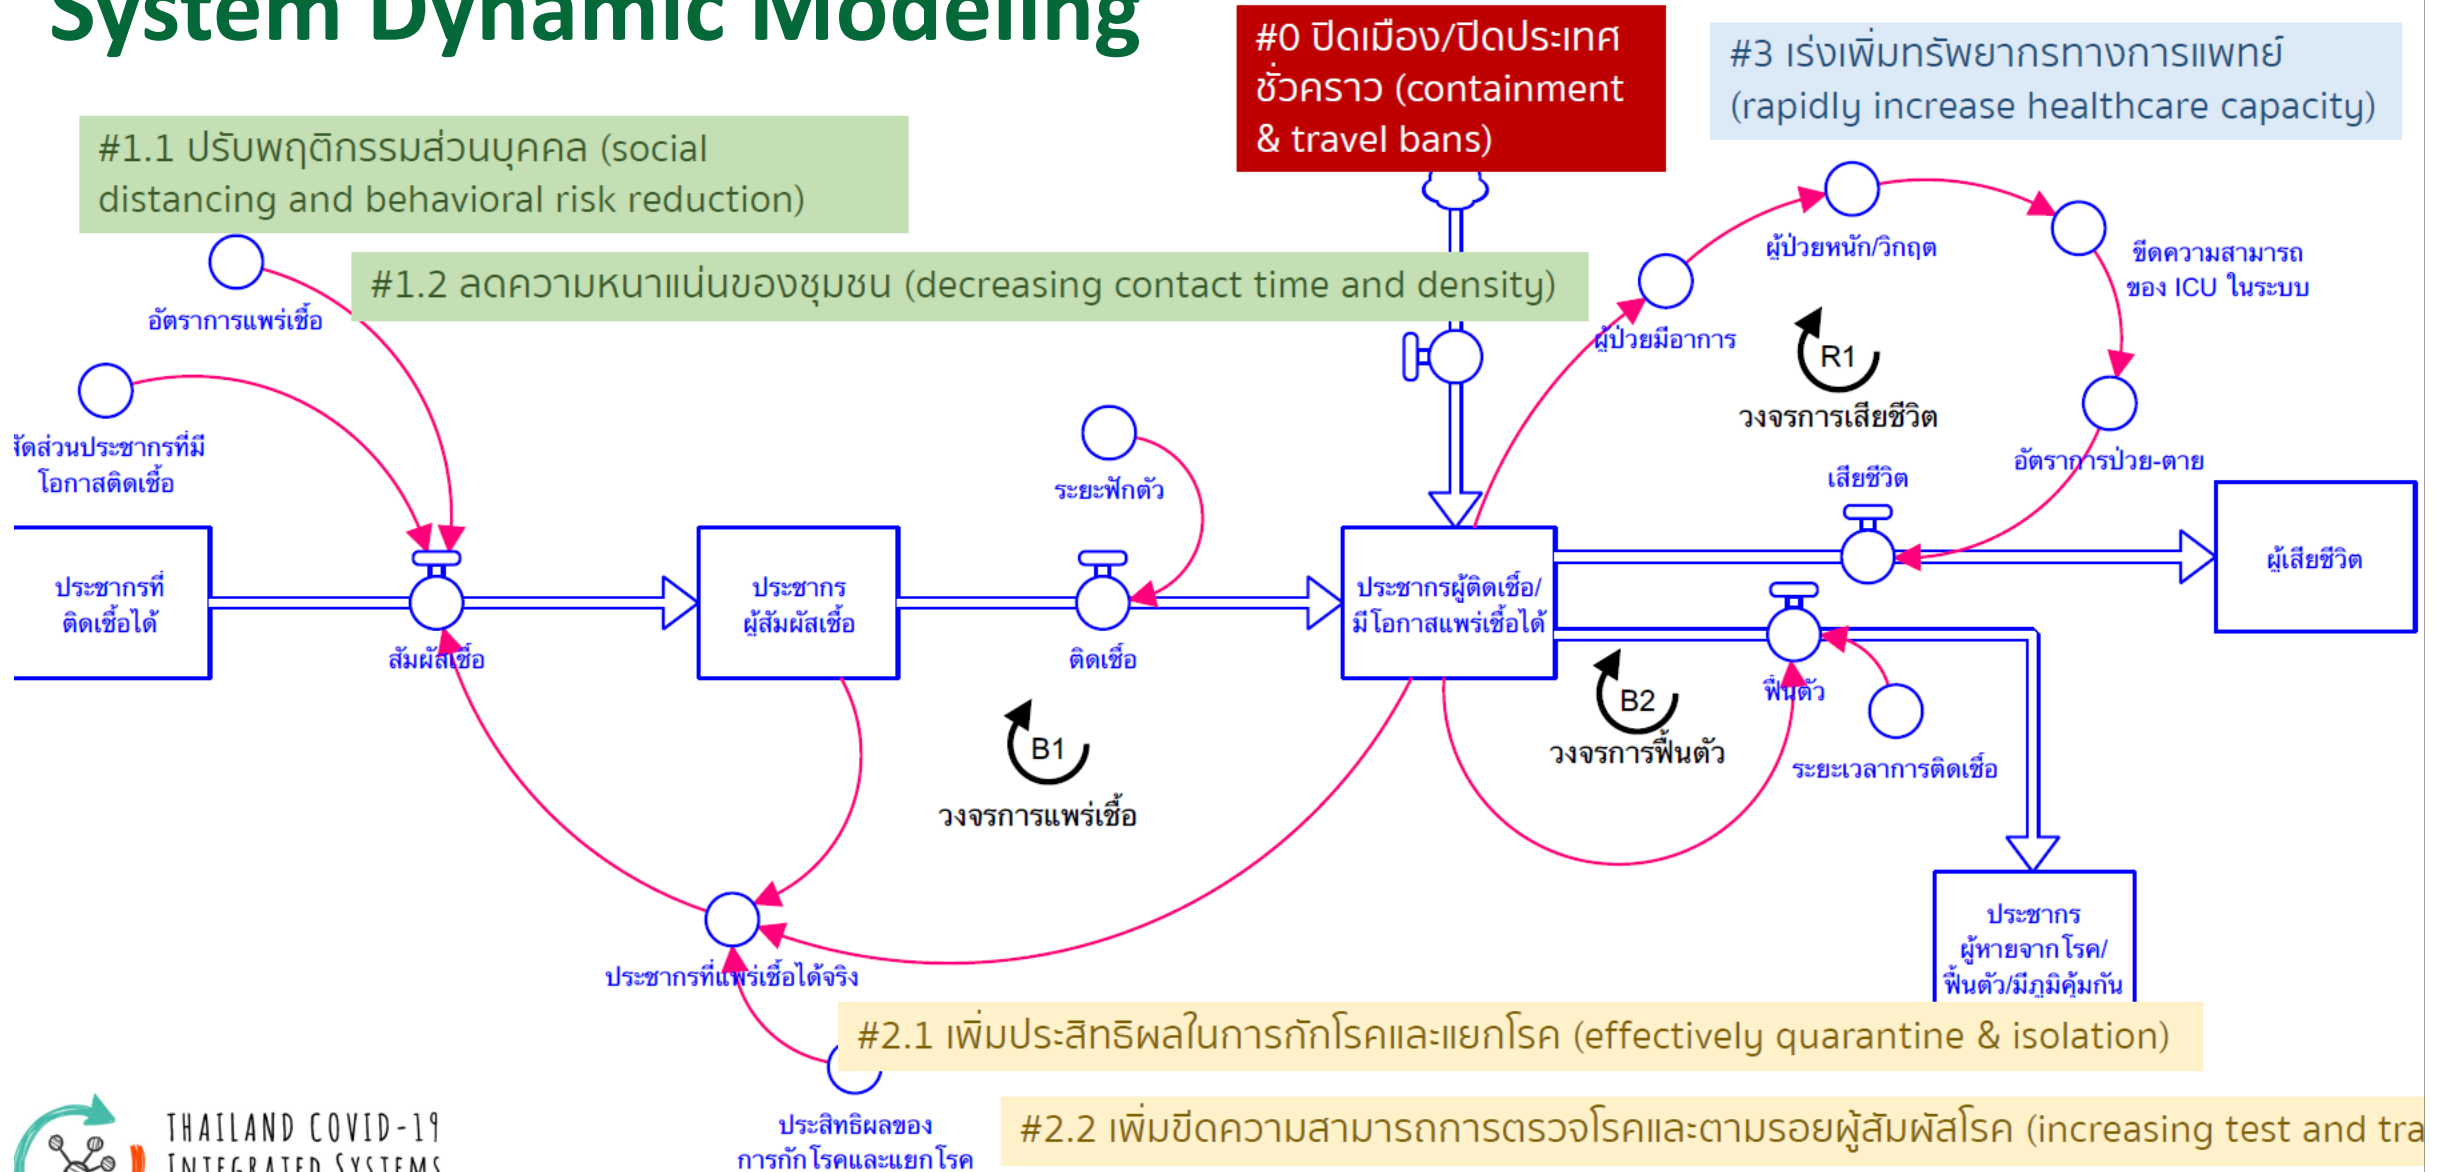 System Dynamic Modeling
#0 ปิดเมือง/ปิดประเทศ
ชั่วคราว (containment
& travel bans)
#3 เร่งเพิ่มทรัพยากรทางการแพทย์
(rapidly increase healthcare capacity)
#1.1 ปรับพฤติกรรมส่วนบุคคล (social
distancing and behavioral risk reduction)
#1.2 ลดความหนาแน่นของชุมชน (decreasing contact time and density)
อัตราการแพร่เชื้อ
ผู้ป่วยหนัก/วิกฤต
ขีดความสามารถ
ของ ICU ในระบบ
ผู้ป่วยมีอาการ
R1
วงจรการเสียชีวิต
สัดส่วนประชากรที่มี
โอกาสติดเชื้อ
ระยะฟักตัว
อัตราการป่วย-ตาย
เสียชีวิต
ประชากรที่
ติดเชื้อได้
สัมผัสเชื้อ
ประชากร
ผู้สัมผัสเชื้อ
ติดเชื้อ
ประชากรผู้ติดเชื้อ/
มีโอกาสแพร่เชื้อได้
ผู้เสียชีวิต
B1
วงจรการแพร่เชื้อ
B2
วงจรการฟื้นตัว
ฟื้นตัว
ระยะเวลาการติดเชื้อ
ประชากรที่แพร่เชื้อได้จริง
ประชากร
ผู้หายจากโรค/
ฟื้นตัว/มีภูมิคุ้มกัน
#2.1 เพิ่มประสิทธิผลในการกักโรคและแยกโรค (effectively quarantine & isolation)
#2.2 เพิ่มขีดความสามารถการตรวจโรคและตามรอยผู้สัมผัสโรค (increasing test and tra
ประสิทธิผลของ
การกักโรคและแยกโรค
THAILAND COVID-19
INTEGRATED SYSTEMS